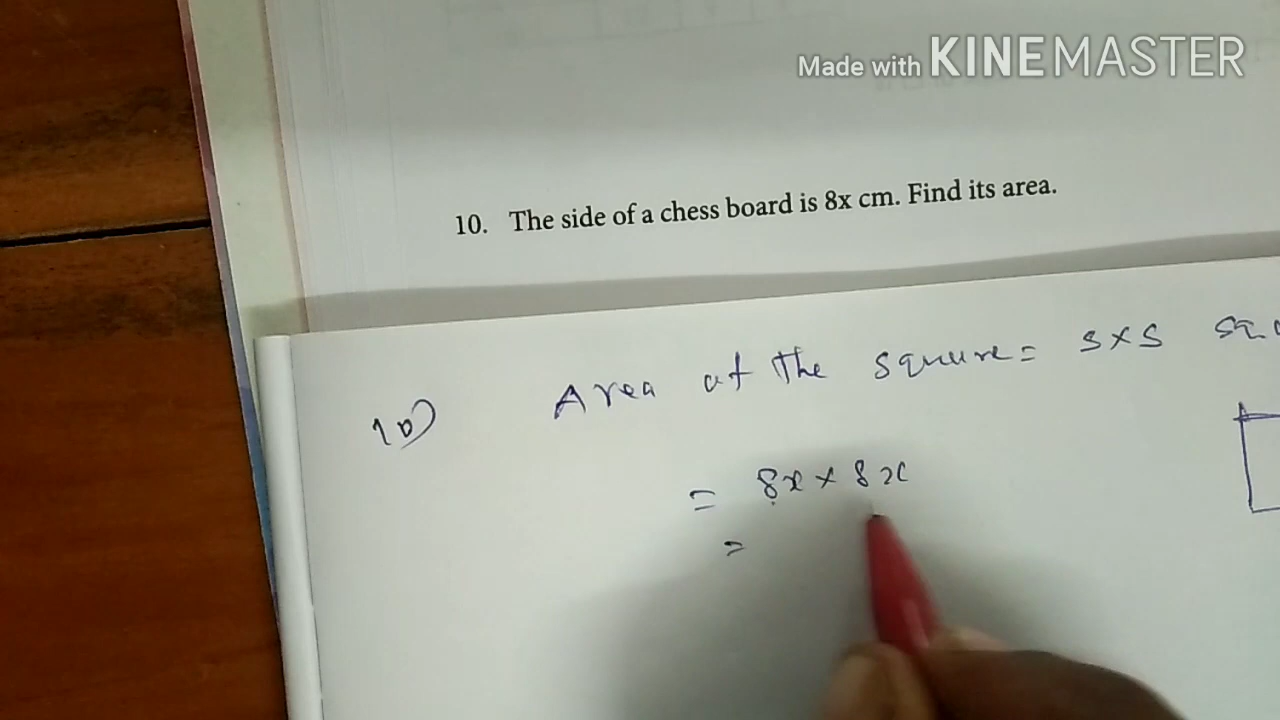 Made with KINEMASTER
10. The side of a chess board is 8x cm. Find its area.
10) Area of the square = s×s
= 8x × 8x
=